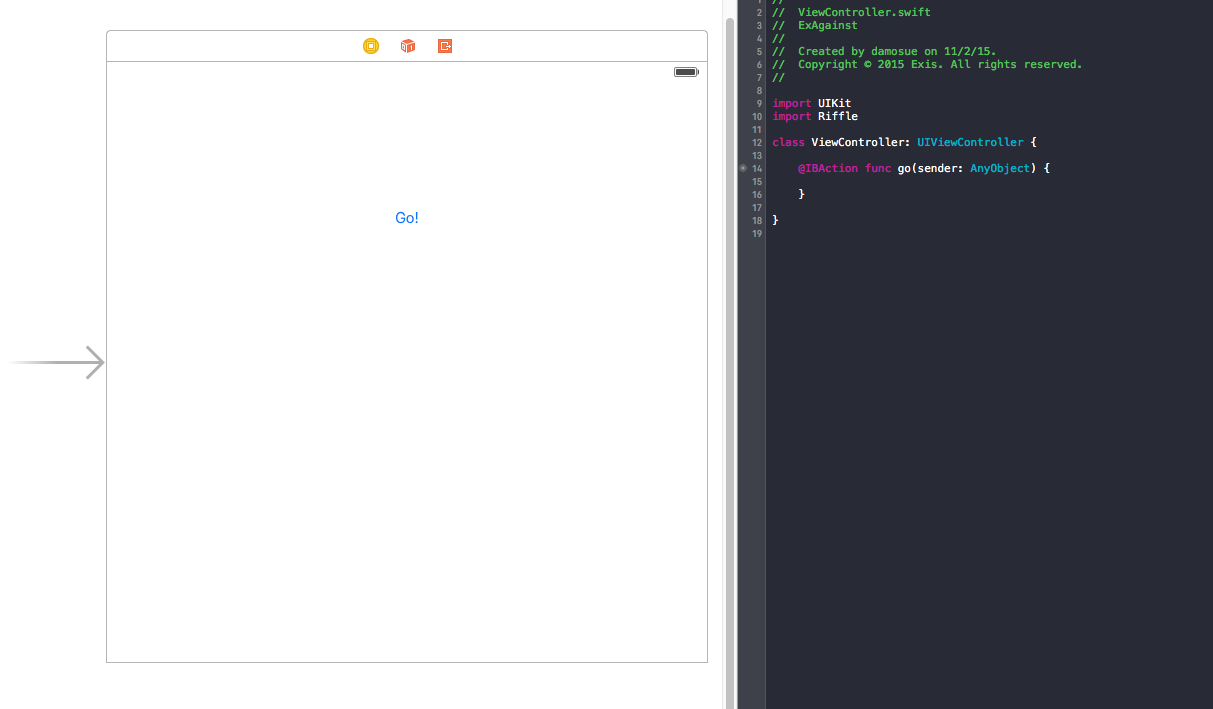 Go!
1 //
2 //  ViewController.swift
3 //  ExAgainst
4 //
5 //  Created by damosue on 11/2/15.
6 //  Copyright © 2015 Exis. All rights reserved.
7 //
8
9 import UIKit
10 import Riffle
11
12 class ViewController: UIViewController {
13
14     @IBAction func go(sender: AnyObject) {
15
16     }
17
18 }
19